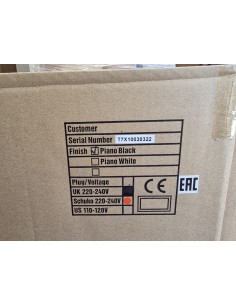 Customer
Serial Number T7X10030322
Finish Piano Black
Piano White
Plug/Voltage
UK 220-240V
Schuko 220-240V
US 110-120V
CE
EAC